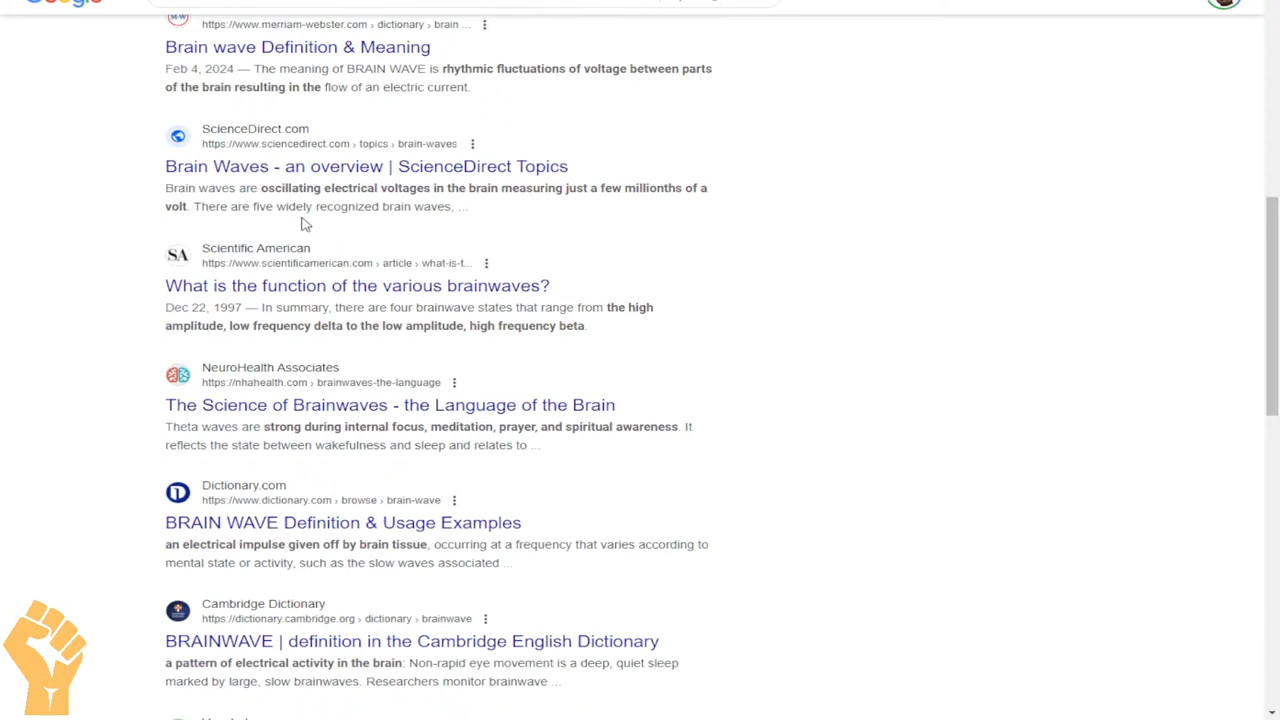 Google
https://www.merriam-webster.com › dictionary › brain ...
Brain wave Definition & Meaning
Feb 4, 2024 — The meaning of BRAIN WAVE is rhythmic fluctuations of voltage between parts
of the brain resulting in the flow of an electric current.
ScienceDirect.com
https://www.sciencedirect.com › topics › brain-waves
Brain Waves - an overview | ScienceDirect Topics
Brain waves are oscillating electrical voltages in the brain measuring just a few millionths of a
volt. There are five widely recognized brain waves, ...
SA
Scientific American
https://www.scientificamerican.com › article › what-is-t...
What is the function of the various brainwaves?
Dec 22, 1997 — In summary, there are four brainwave states that range from the high
amplitude, low frequency delta to the low amplitude, high frequency beta.
NeuroHealth Associates
https://nhahealth.com › brainwaves-the-language
The Science of Brainwaves - the Language of the Brain
Theta waves are strong during internal focus, meditation, prayer, and spiritual awareness. It
reflects the state between wakefulness and sleep and relates to ...
Dictionary.com
https://www.dictionary.com › browse › brain-wave
BRAIN WAVE Definition & Usage Examples
an electrical impulse given off by brain tissue, occurring at a frequency that varies according to
mental state or activity, such as the slow waves associated ...
Cambridge Dictionary
https://dictionary.cambridge.org › dictionary › brainwave
BRAINWAVE | definition in the Cambridge English Dictionary
a pattern of electrical activity in the brain: Non-rapid eye movement is a deep, quiet sleep
marked by large, slow brainwaves. Researchers monitor brainwave ...